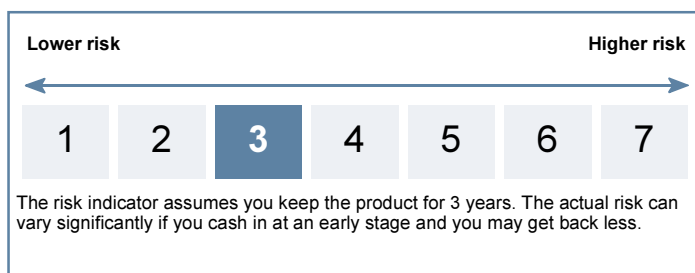 Lower risk Higher risk
1 2 3 4 5 6 7
The risk indicator assumes you keep the product for 3 years. The actual risk can
vary significantly if you cash in at an early stage and you may get back less.